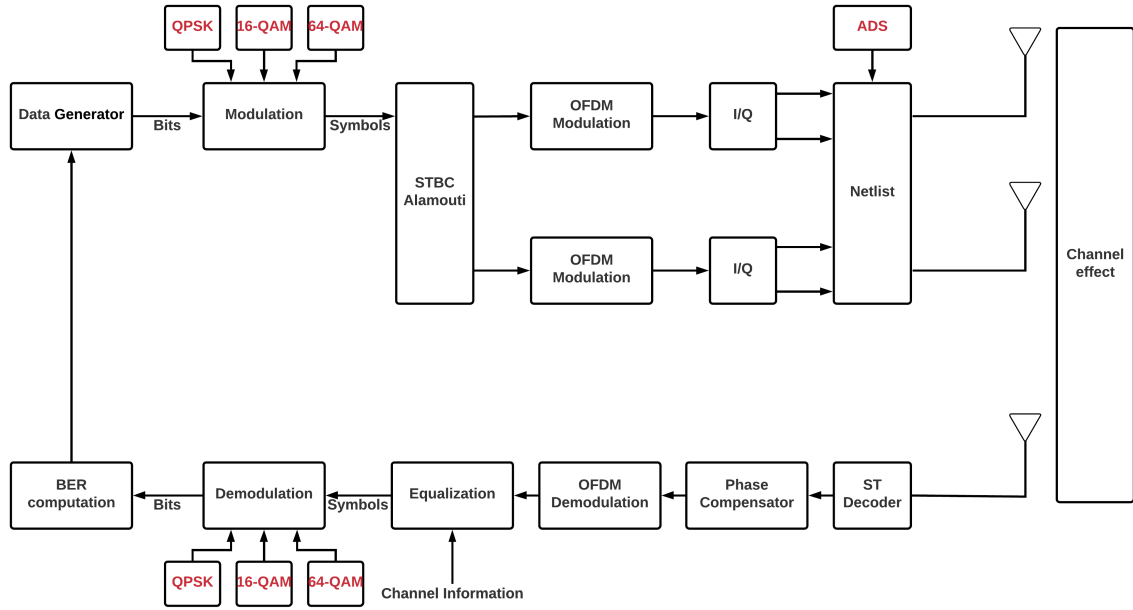 QPSK
16-QAM
64-QAM
ADS
Data Generator
Bits
Modulation
Symbols
STBC
Alamouti
OFDM
Modulation
I/Q
OFDM
Modulation
I/Q
Netlist
Channel
effect
BER
computation
Bits
Demodulation
Symbols
Equalization
OFDM
Demodulation
Phase
Compensator
ST
Decoder
QPSK
16-QAM
64-QAM
Channel Information